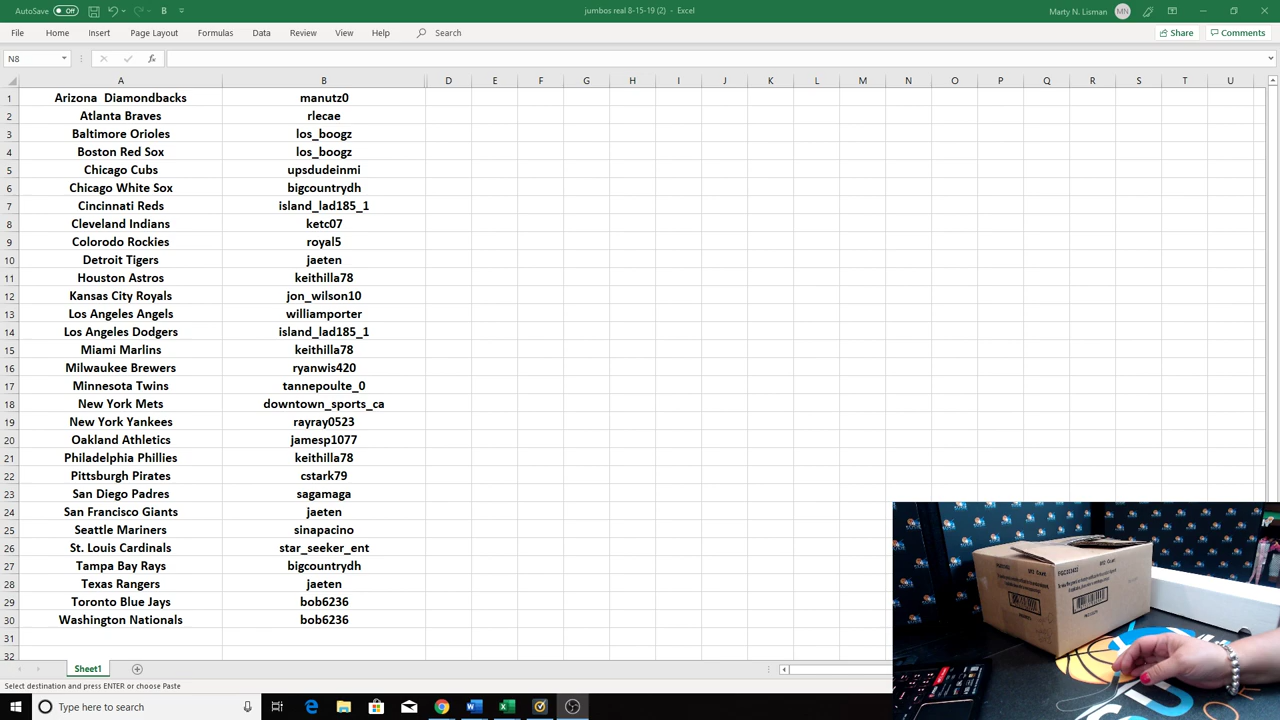 AutoSave Off jumbos real 8-15-19 (2) - Excel Marty N. Lisman MN
File Home Insert Page Layout Formulas Data Review View Help Search Share Comments
N8 fx
A B D E F G H I J K L M N O P Q R S T U
1 Arizona  Diamondbacks manutz0
2 Atlanta Braves rlecae
3 Baltimore Orioles los_boogz
4 Boston Red Sox los_boogz
5 Chicago Cubs upsdudeinmi
6 Chicago White Sox bigcountrydh
7 Cincinnati Reds island_lad185_1
8 Cleveland Indians ketc07
9 Colorodo Rockies royal5
10 Detroit Tigers jaeten
11 Houston Astros keithilla78
12 Kansas City Royals jon_wilson10
13 Los Angeles Angels williamporter
14 Los Angeles Dodgers island_lad185_1
15 Miami Marlins keithilla78
16 Milwaukee Brewers ryanwis420
17 Minnesota Twins tannepoulte_0
18 New York Mets downtown_sports_ca
19 New York Yankees rayray0523
20 Oakland Athletics jamesp1077
21 Philadelphia Phillies keithilla78
22 Pittsburgh Pirates cstark79
23 San Diego Padres sagamaga
24 San Francisco Giants jaeten
25 Seattle Mariners sinapacino
26 St. Louis Cardinals star_seeker_ent
27 Tampa Bay Rays bigcountrydh
28 Texas Rangers jaeten
29 Toronto Blue Jays bob6236
30 Washington Nationals bob6236
31
32
Sheet1
Select destination and press ENTER or choose Paste
Type here to search